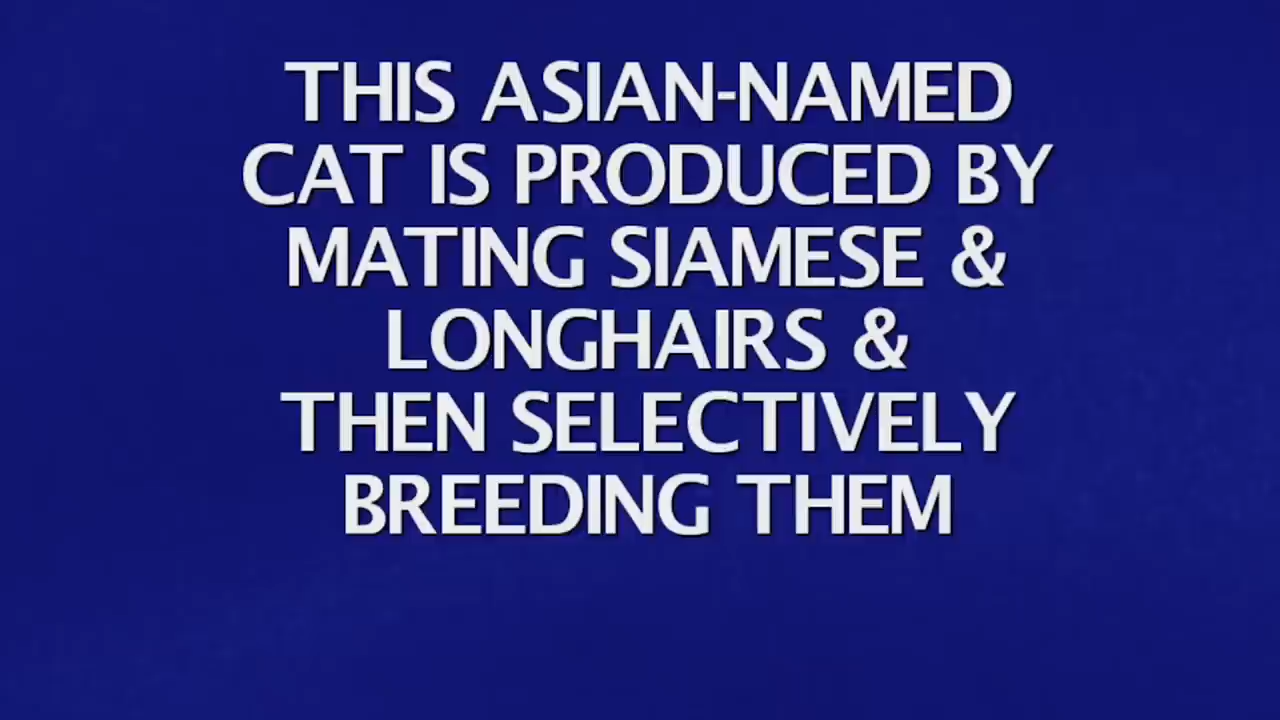 THIS ASIAN-NAMED
CAT IS PRODUCED BY
MATING SIAMESE &
LONGHAIRS &
THEN SELECTIVELY
BREEDING THEM